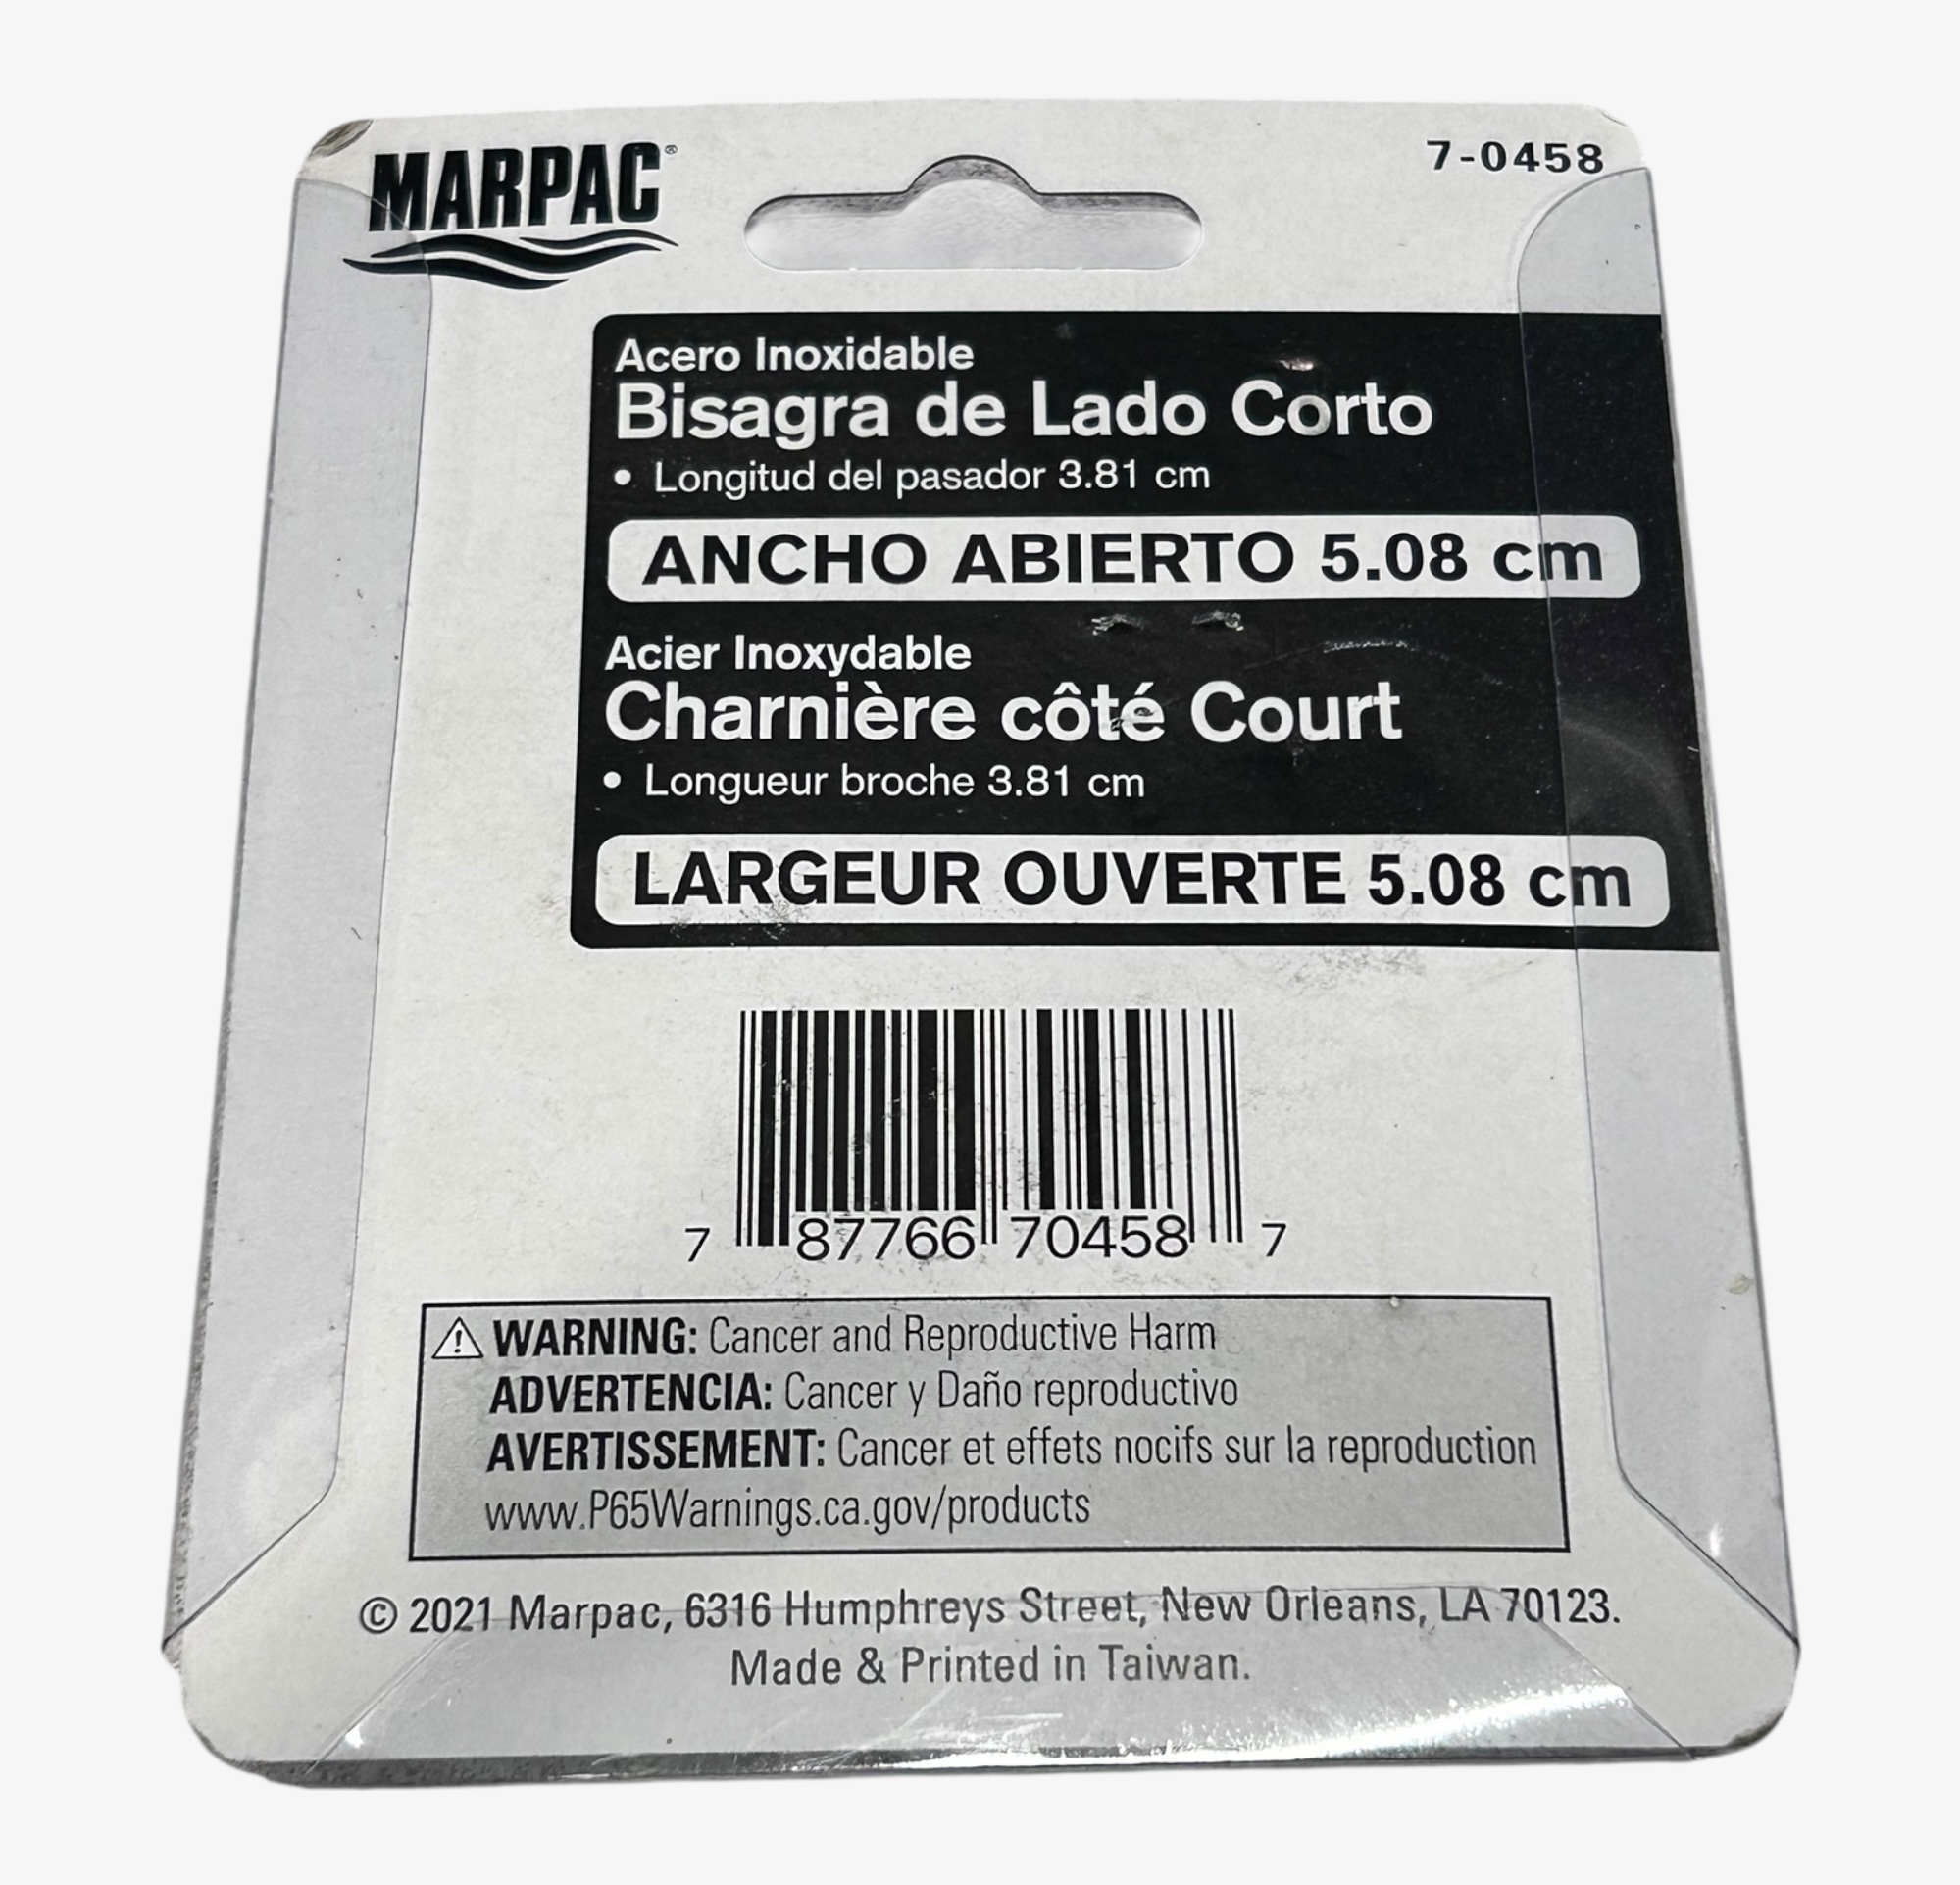 MARPAC®
7-0458
Acero Inoxidable
Bisagra de Lado Corto
• Longitud del pasador 3.81 cm
ANCHO ABIERTO 5.08 cm
Acier Inoxydable
Charnière côté Court
• Longueur broche 3.81 cm
LARGEUR OUVERTE 5.08 cm
7 87766 70458 7
⚠ WARNING: Cancer and Reproductive Harm
ADVERTENCIA: Cancer y Daño reproductivo
AVERTISSEMENT: Cancer et effets nocifs sur la reproduction
www.P65Warnings.ca.gov/products
© 2021 Marpac, 6316 Humphreys Street, New Orleans, LA 70123.
Made & Printed in Taiwan.